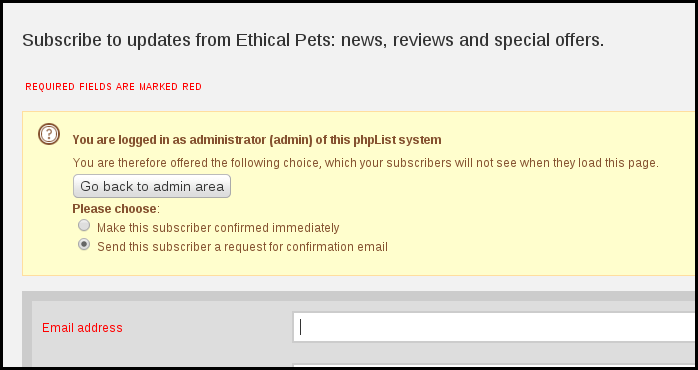 Subscribe to updates from Ethical Pets: news, reviews and special offers.
REQUIRED FIELDS ARE MARKED RED
You are logged in as administrator (admin) of this phpList system
You are therefore offered the following choice, which your subscribers will not see when they load this page.
Go back to admin area
Please choose:
Make this subscriber confirmed immediately
Send this subscriber a request for confirmation email
Email address